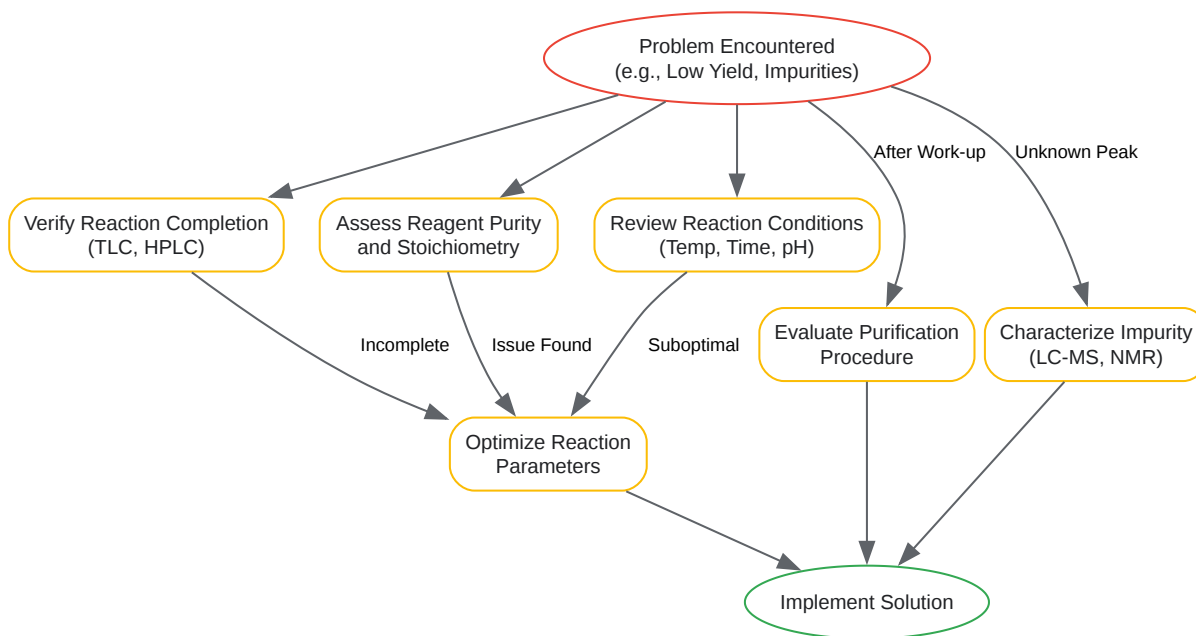 Problem Encountered
(e.g., Low Yield, Impurities)
After Work-up
Unknown Peak
Verify Reaction Completion
(TLC, HPLC)
Assess Reagent Purity
and Stoichiometry
Review Reaction Conditions
(Temp, Time, pH)
Evaluate Purification
Procedure
Characterize Impurity
(LC-MS, NMR)
Incomplete
Issue Found
Suboptimal
Optimize Reaction
Parameters
Implement Solution